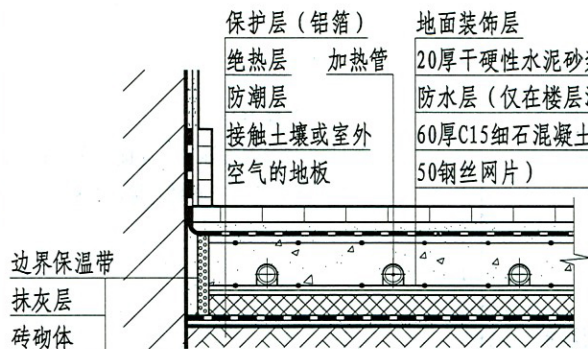 保护层（铝箔）
绝热层 加热管
防潮层
接触土壤或室外
空气的地板
地面装饰层
20厚干硬性水泥砂
防水层（仅在楼层
60厚C15细石混凝土
50钢丝网片）
边界保温带
抹灰层
砖砌体